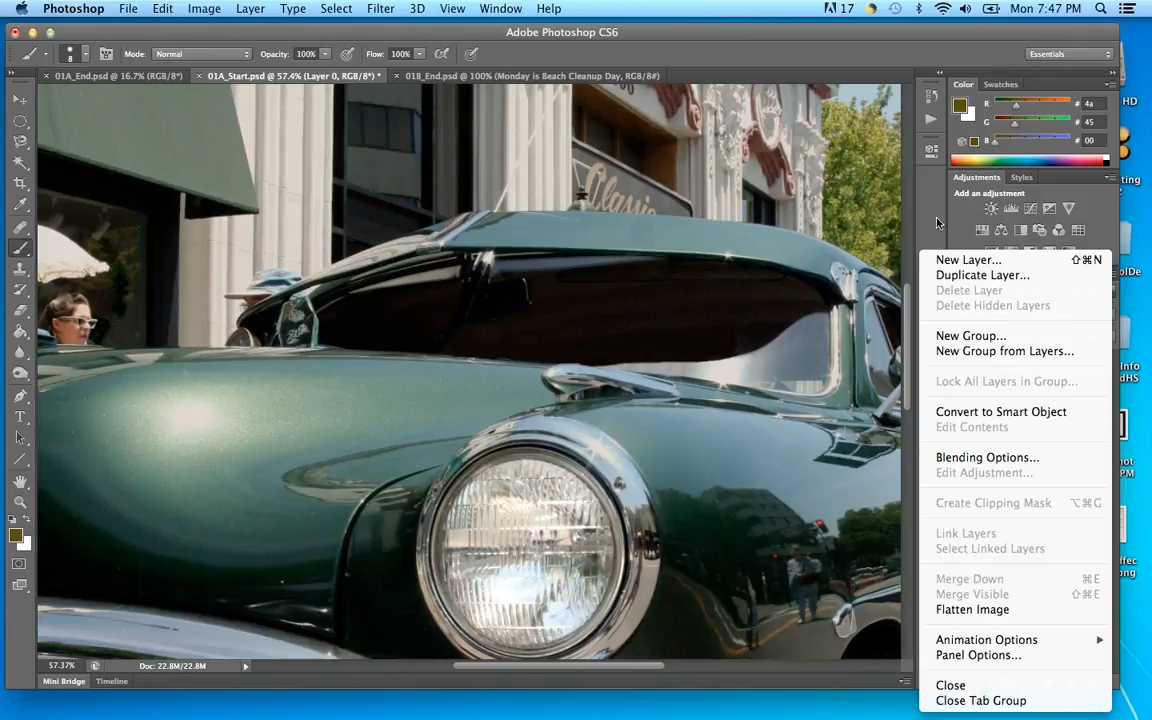 Photoshop File Edit Image Layer Type Select Filter 3D View Window Help 17 Mon 7:47 PM
Adobe Photoshop CS6
8 Mode: Normal Opacity: 100% Flow: 100% Essentials
01A_End.psd @ 16.7% (RGB/8*) 01A_Start.psd @ 57.4% (Layer 0, RGB/8*) * 01B_End.psd @ 100% (Monday is Beach Cleanup Day, RGB/8#)
Color Swatches
HD
R # 4a
G # 45
B # 00
Adjustments Styles
Add an adjustment
Classic
New Layer... ⇧⌘N
Duplicate Layer...
Delete Layer
Delete Hidden Layers
New Group...
New Group from Layers...
Lock All Layers in Group...
Convert to Smart Object
Edit Contents
Blending Options...
Edit Adjustment...
Create Clipping Mask ⌥⌘G
Link Layers
Select Linked Layers
Merge Down ⌘E
Merge Visible ⇧⌘E
Flatten Image
Animation Options
Panel Options...
Close
Close Tab Group
57.37% Doc: 22.8M/22.8M
Mini Bridge Timeline